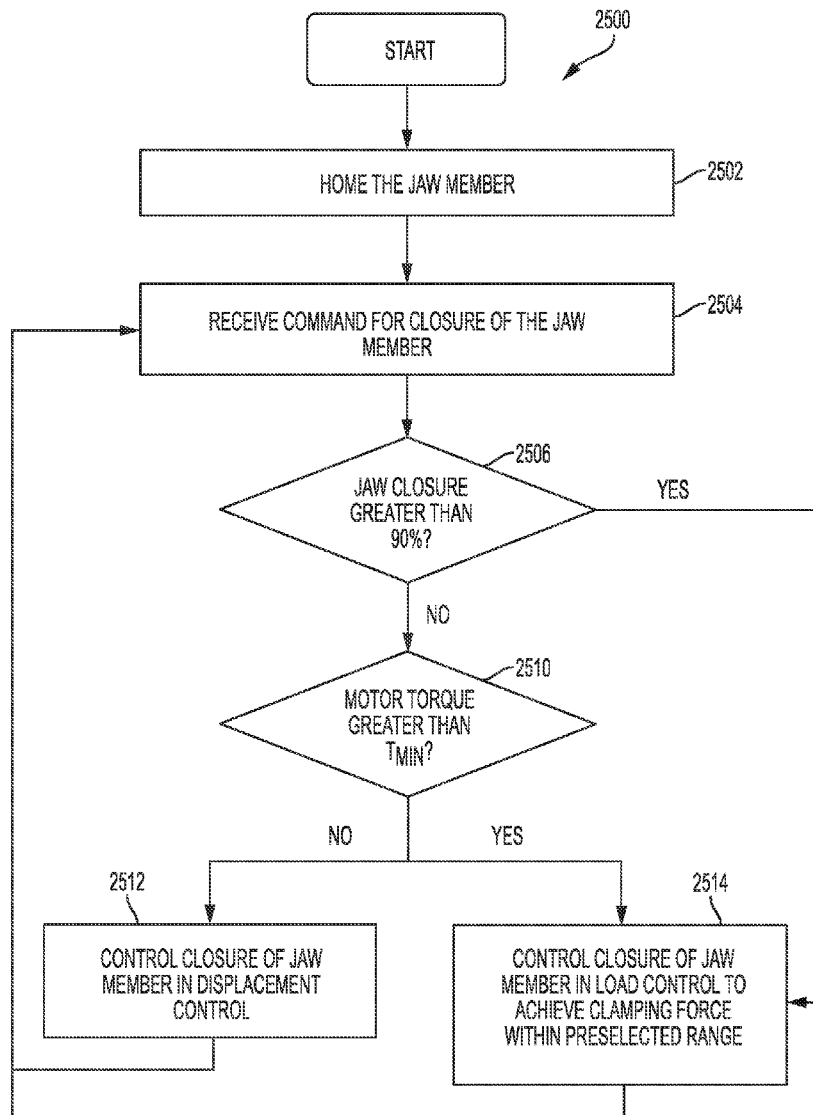 START
2500
HOME THE JAW MEMBER
2502
RECEIVE COMMAND FOR CLOSURE OF THE JAW
MEMBER
2504
2506
JAW CLOSURE
GREATER THAN
90%?
YES
NO
2510
MOTOR TORQUE
GREATER THAN
TMIN?
NO
YES
2512
CONTROL CLOSURE OF JAW
MEMBER IN DISPLACEMENT
CONTROL
2514
CONTROL CLOSURE OF JAW
MEMBER IN LOAD CONTROL TO
ACHIEVE CLAMPING FORCE
WITHIN PRESELECTED RANGE